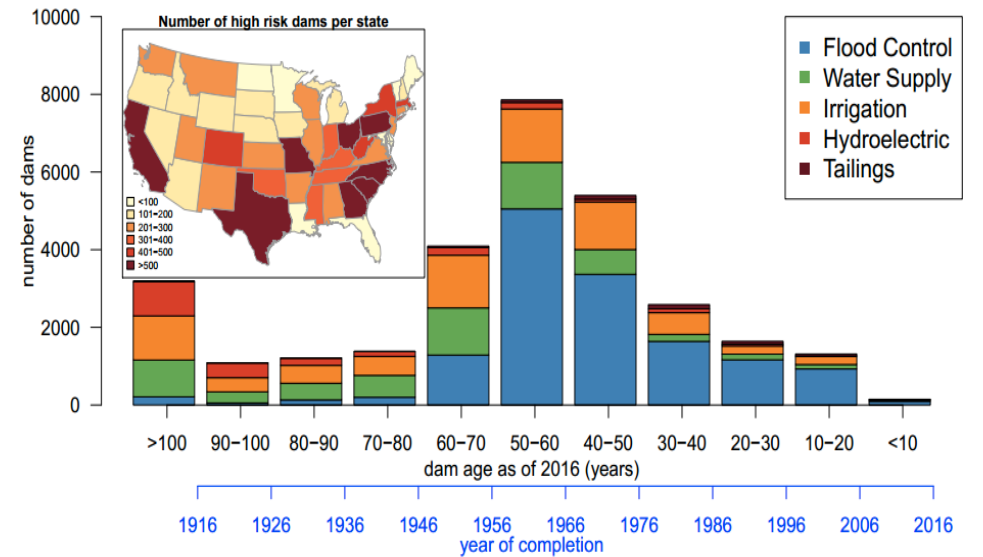 Number of high risk dams per state
<100
101−200
201−300
301−400
401−500
>500
Flood Control
Water Supply
Irrigation
Hydroelectric
Tailings
number of dams
10000
8000
6000
4000
2000
0
>100 90−100 80−90 70−80 60−70 50−60 40−50 30−40 20−30 10−20 <10
dam age as of 2016 (years)
1916 1926 1936 1946 1956 1966 1976 1986 1996 2006 2016
year of completion